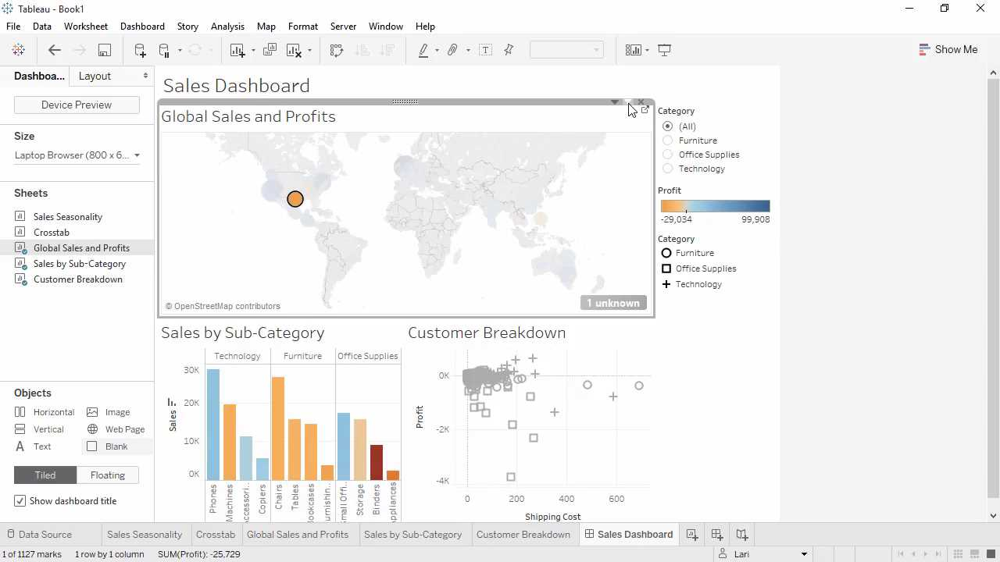 Tableau - Book1
File Data Worksheet Dashboard Story Analysis Map Format Server Window Help
Show Me
Dashboa... Layout
Device Preview
Size
Laptop Browser (800 x 6...
Sheets
Sales Seasonality
Crosstab
Global Sales and Profits
Sales by Sub-Category
Customer Breakdown
Objects
Horizontal Image
Vertical Web Page
Text Blank
Tiled Floating
Show dashboard title
Sales Dashboard
Global Sales and Profits
© OpenStreetMap contributors
1 unknown
Category
(All)
Furniture
Office Supplies
Technology
Profit
-29,034 99,908
Category
Furniture
Office Supplies
Technology
Sales by Sub-Category
Technology Furniture Office Supplies
30K
20K
10K
0K
Sales
Phones
Machines
Accessori..
Copiers
Chairs
Tables
Bookcases
Storage
Binders
Customer Breakdown
0K
-2K
-4K
Profit
0 200 400 600
Shipping Cost
Data Source Sales Seasonality Crosstab Global Sales and Profits Sales by Sub-Category Customer Breakdown Sales Dashboard
1 of 1127 marks 1 row by 1 column SUM(Profit): -25,729 Lari